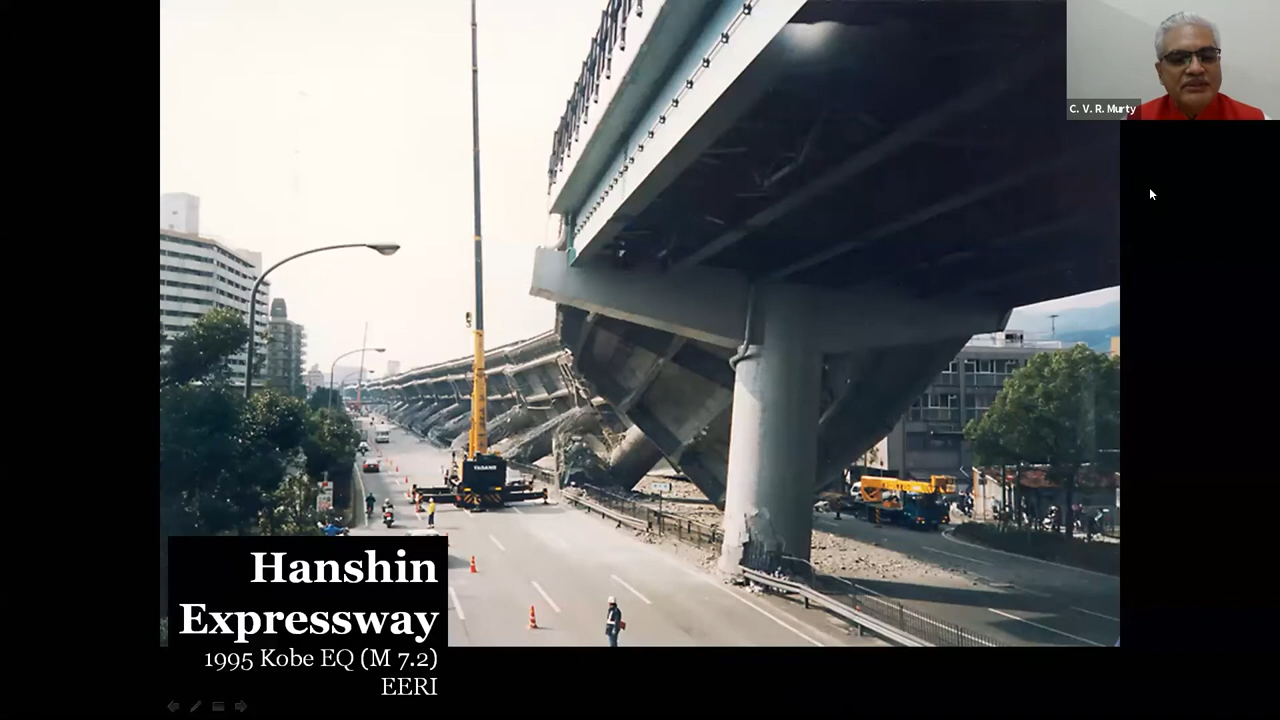 C. V. R. Murty
TADANO
Hanshin
Expressway
1995 Kobe EQ (M 7.2)
EERI